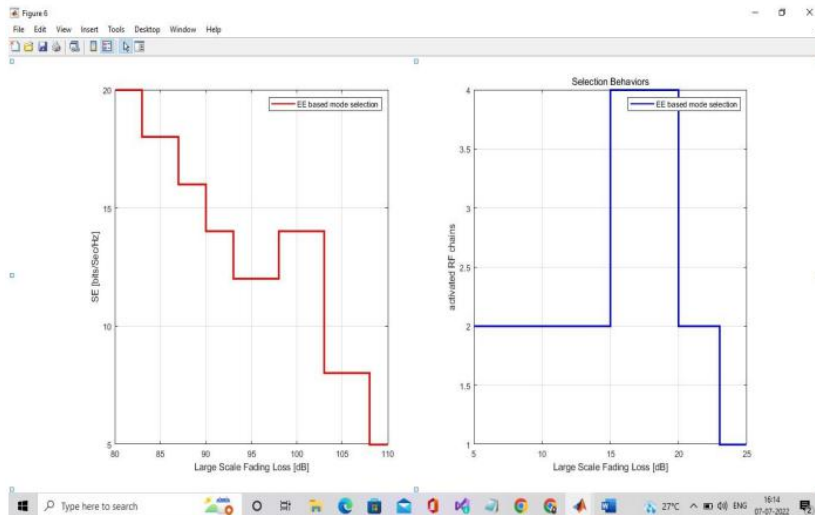 Figure 6
File Edit View Insert Tools Desktop Window Help
20
15
10
5
80 85 90 95 100 105 110
SE [bits/Sec/Hz]
Large Scale Fading Loss [dB]
EE based mode selection
Selection Behaviors
4
3.5
3
2.5
2
1.5
1
5 10 15 20 25
activated RF chains
Large Scale Fading Loss [dB]
EE based mode selection
Type here to search
27°C ENG
16:14
07-07-2022
2